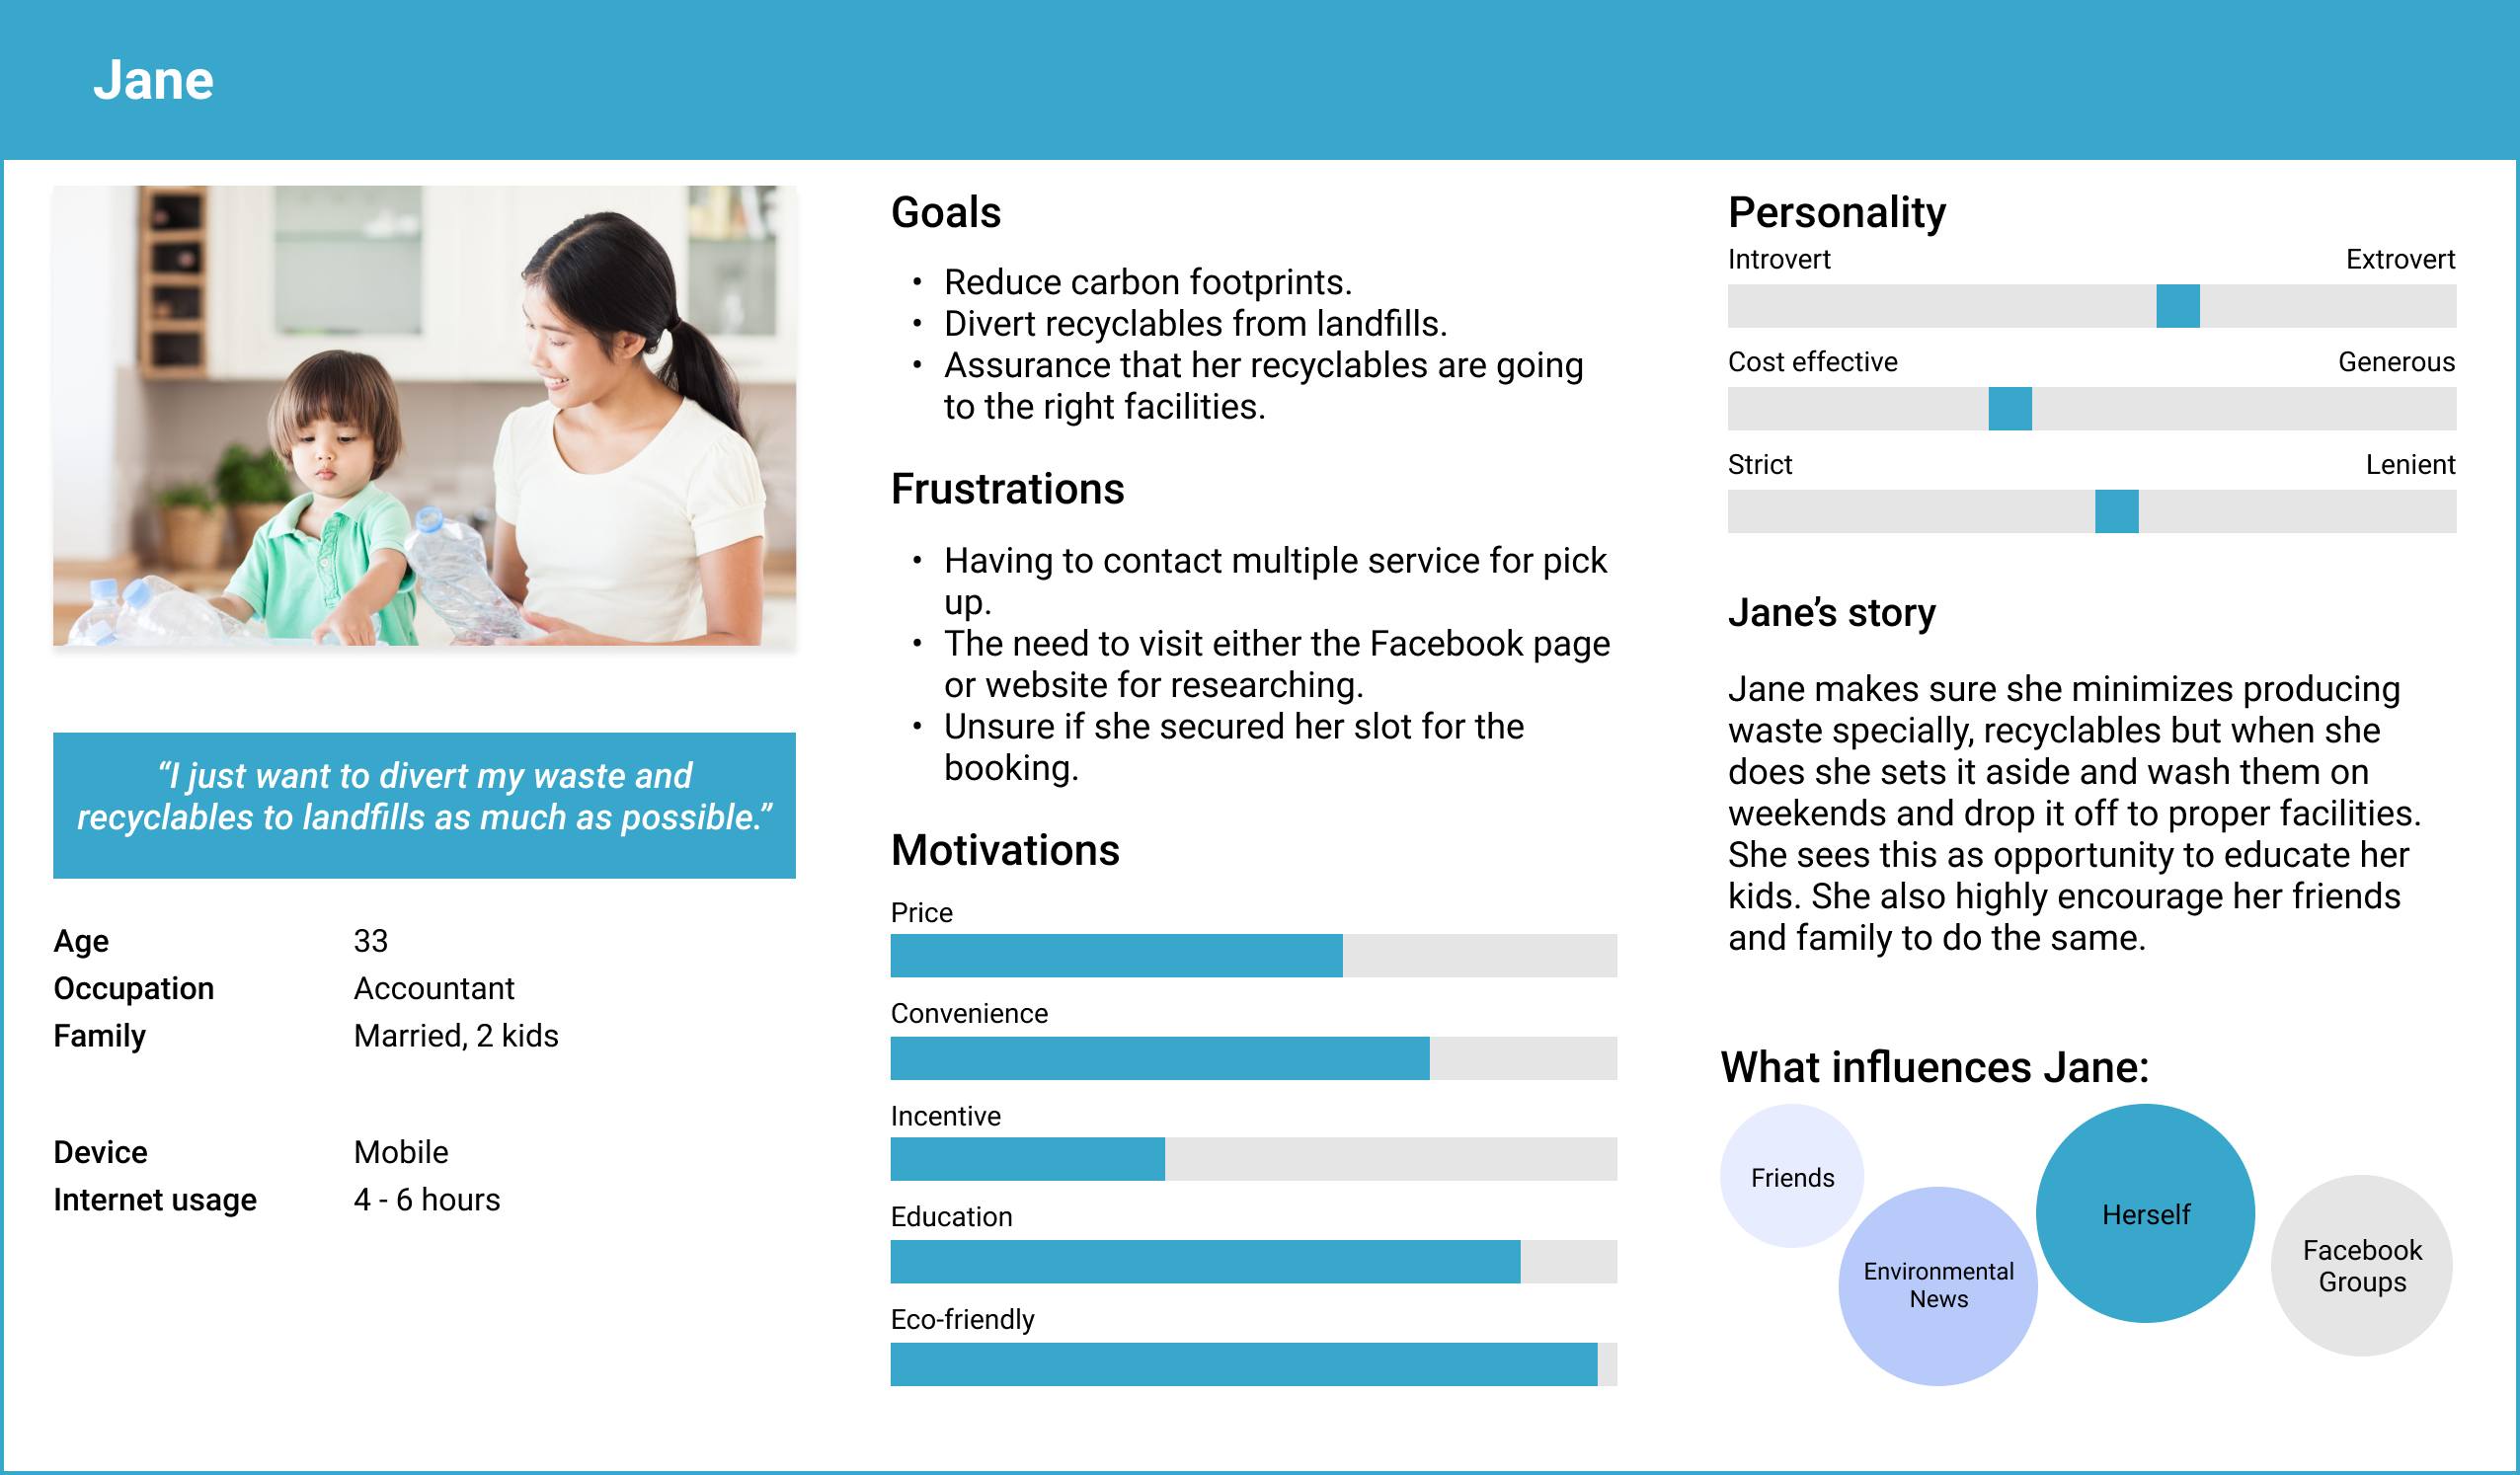 Jane
“I just want to divert my waste and
recyclables to landfills as much as possible.”
Age 33
Occupation Accountant
Family Married, 2 kids
Device Mobile
Internet usage 4 - 6 hours
Goals
• Reduce carbon footprints.
• Divert recyclables from landfills.
• Assurance that her recyclables are going
to the right facilities.
Frustrations
• Having to contact multiple service for pick
up.
• The need to visit either the Facebook page
or website for researching.
• Unsure if she secured her slot for the
booking.
Motivations
Price
Convenience
Incentive
Education
Eco-friendly
Personality
Introvert Extrovert
Cost effective Generous
Strict Lenient
Jane’s story
Jane makes sure she minimizes producing
waste specially, recyclables but when she
does she sets it aside and wash them on
weekends and drop it off to proper facilities.
She sees this as opportunity to educate her
kids. She also highly encourage her friends
and family to do the same.
What influences Jane:
Friends
Environmental
News
Herself
Facebook
Groups